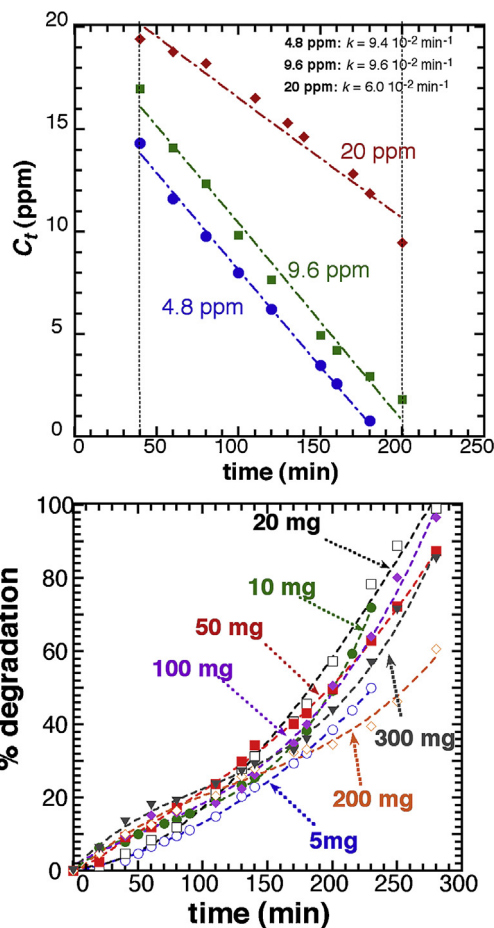 20
15
10
5
0
C_t (ppm)
4.8 ppm: k = 9.4 10⁻² min⁻¹
9.6 ppm: k = 9.6 10⁻² min⁻¹
20 ppm: k = 6.0 10⁻² min⁻¹
20 ppm
9.6 ppm
4.8 ppm
0 50 100 150 200 250
time (min)
100
80
60
40
20
0
% degradation
20 mg
10 mg
50 mg
100 mg
300 mg
200 mg
5mg
0 50 100 150 200 250 300
time (min)